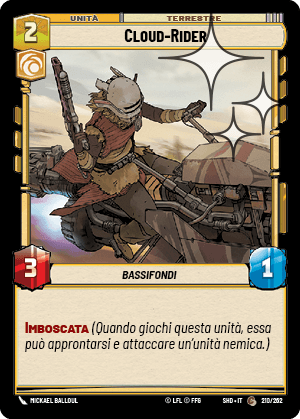 UNITÀ
TERRESTRE
2
CLOUD-RIDER
BASSIFONDI
3
1
IMBOSCATA (Quando giochi questa unità, essa
può approntarsi e attaccare un'unità nemica.)
MICKAEL BALLOUL
© LFL © FFG
SHD • IT
210/262